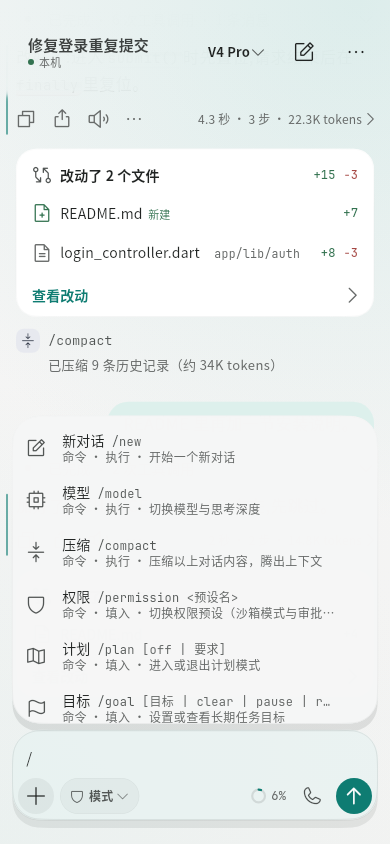 修复登录重复提交
本机
V4 Pro
4.3 秒 · 3 步 · 22.3K tokens
改动了 2 个文件 +15 -3
README.md 新建 +7
login_controller.dart app/lib/auth +8 -3
查看改动
/compact
已压缩 9 条历史记录（约 34K tokens）
新对话 /new
命令 · 执行 · 开始一个新对话
模型 /model
命令 · 执行 · 切换模型与思考深度
压缩 /compact
命令 · 执行 · 压缩以上对话内容，腾出上下文
权限 /permission <预设名>
命令 · 填入 · 切换权限预设（沙箱模式与审批…
计划 /plan [off | 要求]
命令 · 填入 · 进入或退出计划模式
目标 /goal [目标 | clear | pause | r…
命令 · 填入 · 设置或查看长期任务目标
/
模式
6%